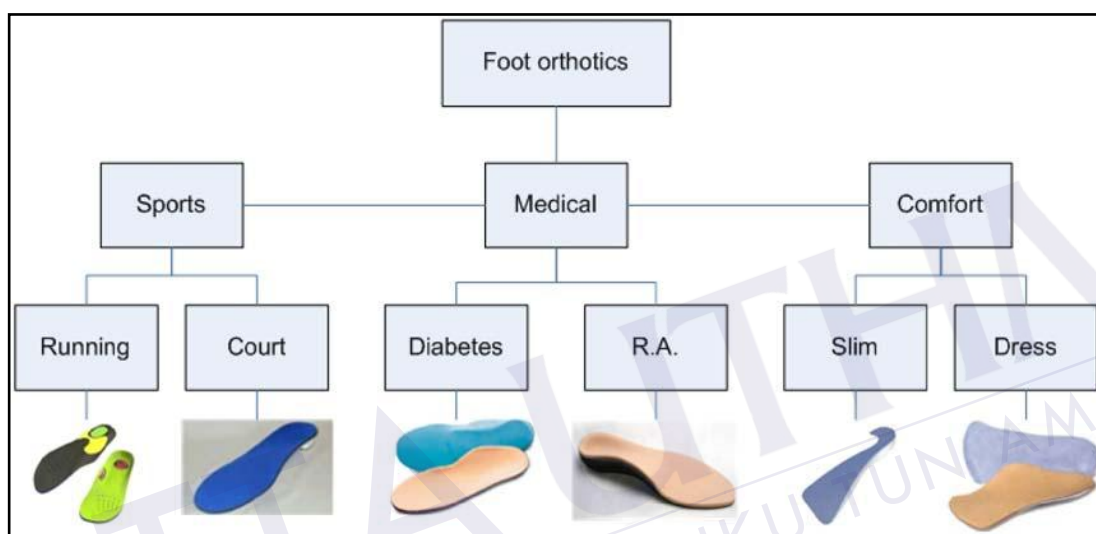 Foot orthotics
Sports
Medical
Comfort
Running
Court
Diabetes
R.A.
Slim
Dress